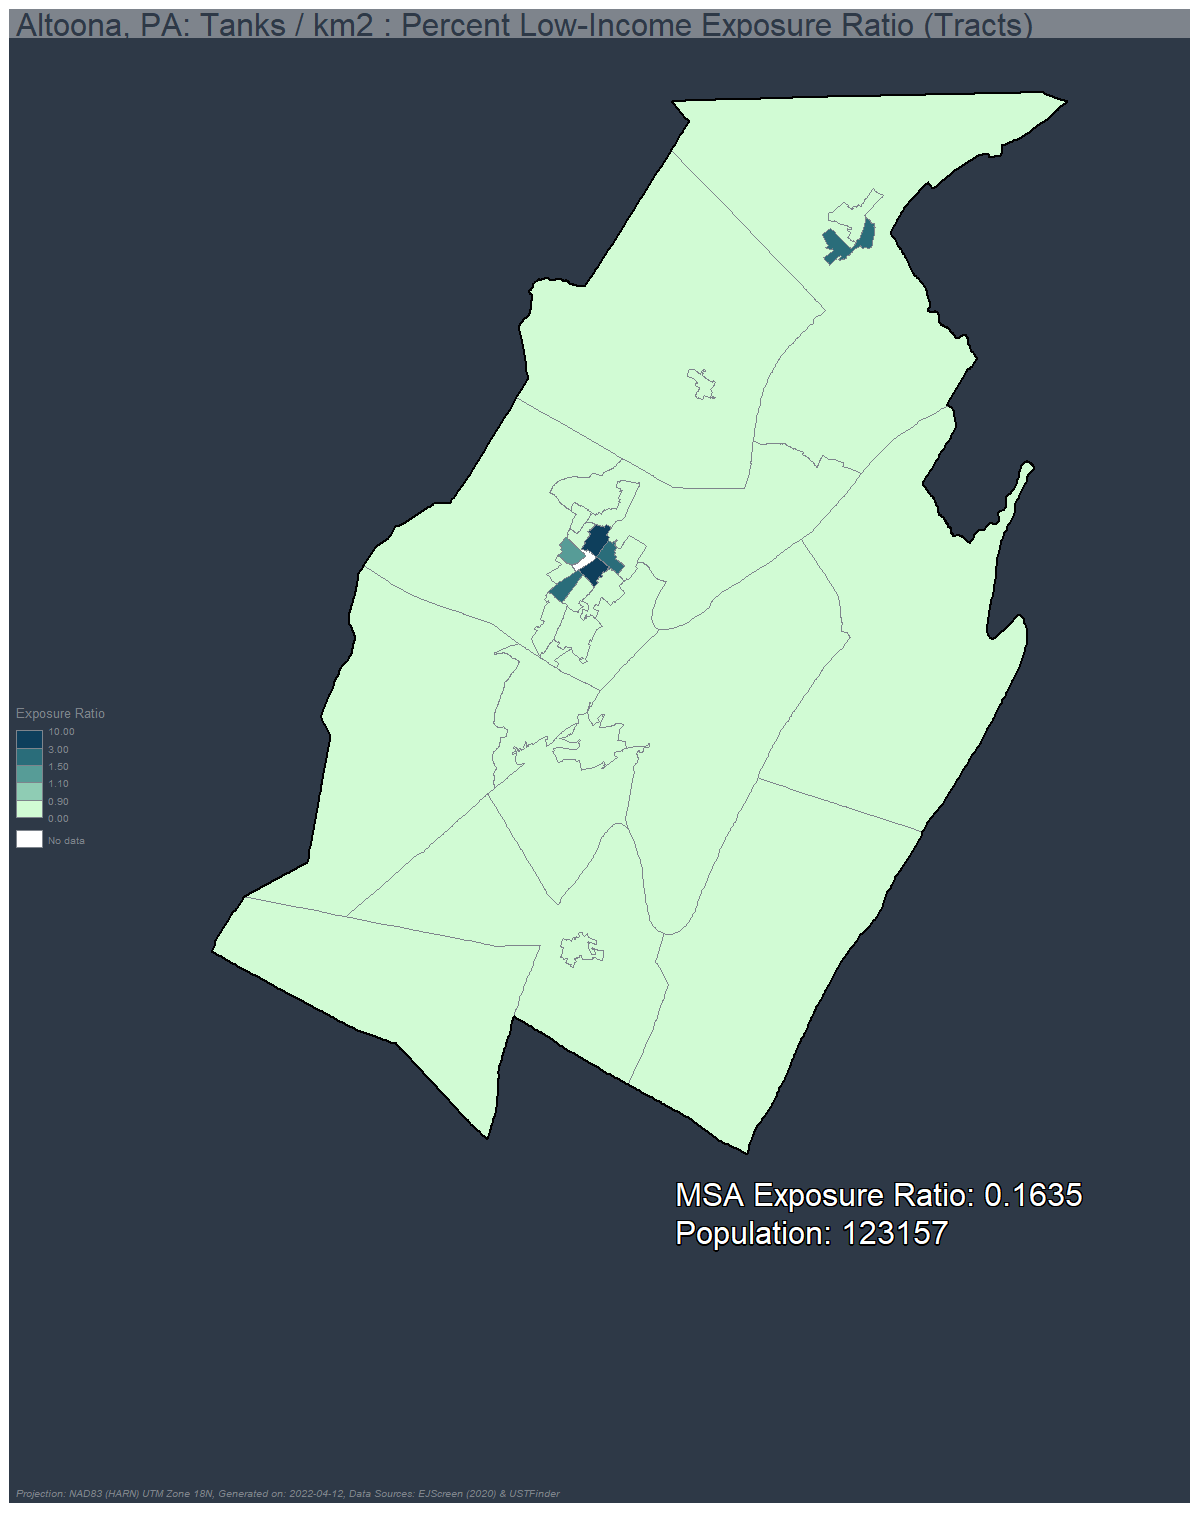 Altoona, PA: Tanks / km2 : Percent Low-Income Exposure Ratio (Tracts)
Exposure Ratio
10.00
3.00
1.50
1.10
0.90
0.00
No data
MSA Exposure Ratio: 0.1635
Population: 123157
Projection: NAD83 (HARN) UTM Zone 18N, Generated on: 2022-04-12, Data Sources: EJScreen (2020) & USTFinder